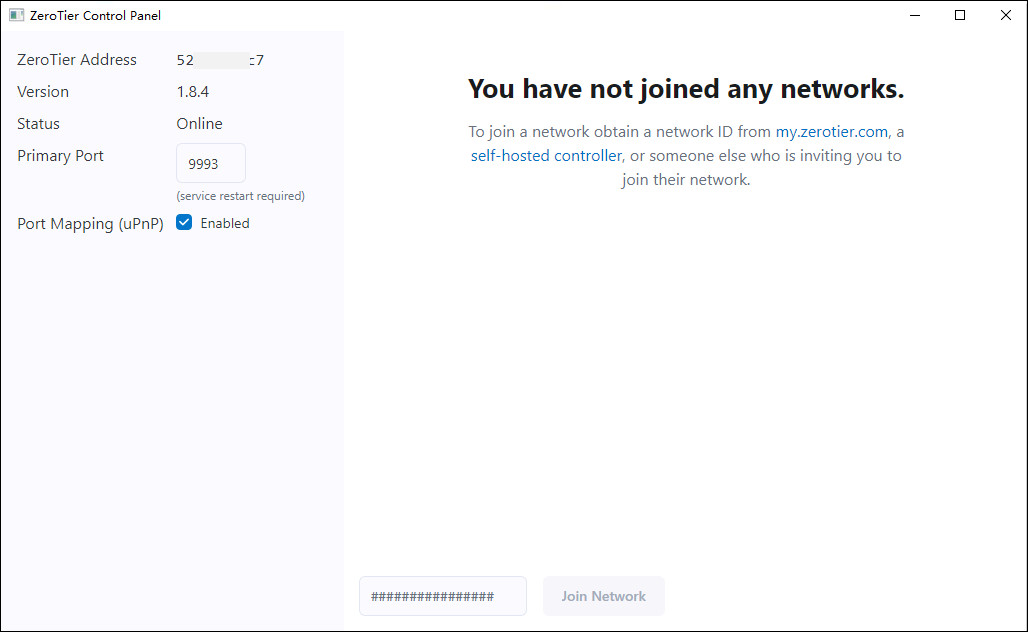 ZeroTier Control Panel
ZeroTier Address 52 c7
Version 1.8.4
Status Online
Primary Port 9993
(service restart required)
Port Mapping (uPnP) Enabled
You have not joined any networks.
To join a network obtain a network ID from my.zerotier.com, a
self-hosted controller, or someone else who is inviting you to
join their network.
################ Join Network